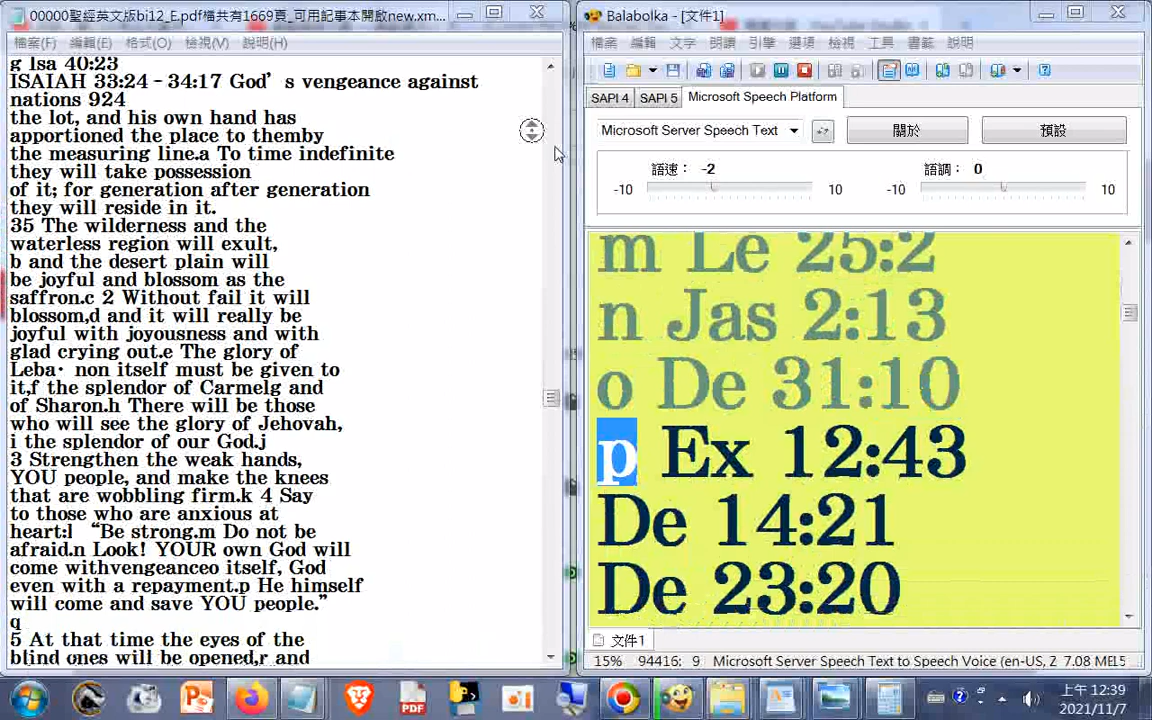 00000聖經英文版bi12_E.pdf檔共有1669頁_可用記事本開啟new.xm...
檔案(F) 編輯(E) 格式(O) 檢視(V) 說明(H)
g Isa 40:23
ISAIAH 33:24–34:17 God’s vengeance against
nations 924
the lot, and his own hand has
apportioned the place to themby
the measuring line.a To time indefinite
they will take possession
of it; for generation after generation
they will reside in it.
35 The wilderness and the
waterless region will exult,
b and the desert plain will
be joyful and blossom as the
saffron.c 2 Without fail it will
blossom,d and it will really be
joyful with joyousness and with
glad crying out.e The glory of
Leba· non itself must be given to
it,f the splendor of Carmelg and
of Sharon.h There will be those
who will see the glory of Jehovah,
i the splendor of our God.j
3 Strengthen the weak hands,
YOU people, and make the knees
that are wobbling firm.k 4 Say
to those who are anxious at
heart:l “Be strong.m Do not be
afraid.n Look! YOUR own God will
come withvengeanceo itself, God
even with a repayment.p He himself
will come and save YOU people.”
q
5 At that time the eyes of the
blind ones will be opened,r and
Balabolka - [文件1]
檔案 編輯 文字 朗讀 引擎 選項 檢視 工具 書籤 說明
SAPI 4 SAPI 5 Microsoft Speech Platform
Microsoft Server Speech Text 關於 預設
語速： -2 語調： 0
-10 10 -10 10
m Le 25:2
n Jas 2:13
o De 31:10
p Ex 12:43
De 14:21
De 23:20
文件1
15% 94416: 9 Microsoft Server Speech Text to Speech Voice (en-US, 2 7.08 МБ15
PDF
上午 12:39
2021/11/7